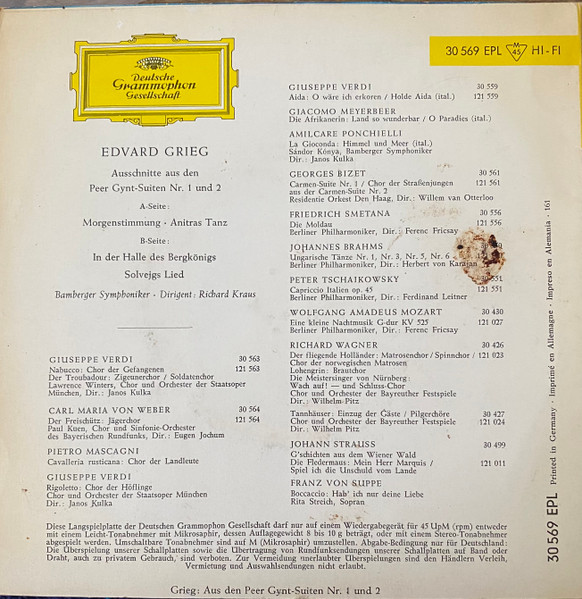 Deutsche
Grammophon
Gesellschaft
30 569 EPL M 45 HI-FI
EDVARD GRIEG
Ausschnitte aus den
Peer Gynt-Suiten Nr. 1 und 2
A-Seite:
Morgenstimmung · Anitras Tanz
B-Seite:
In der Halle des Bergkönigs
Solvejgs Lied
Bamberger Symphoniker · Dirigent: Richard Kraus
GIUSEPPE VERDI 30 563
Nabucco: Chor der Gefangenen 121 563
Der Troubadour: Zigeunerchor / Soldatenchor
Lawrence Winters, Chor und Orchester der Staatsoper
München, Dir.: Janos Kulka
CARL MARIA VON WEBER 30 564
Der Freischütz: Jägerchor 121 564
Paul Kuen, Chor und Sinfonie-Orchester
des Bayerischen Rundfunks, Dir.: Eugen Jochum
PIETRO MASCAGNI
Cavalleria rusticana: Chor der Landleute
GIUSEPPE VERDI
Rigoletto: Chor der Höflinge
Chor und Orchester der Staatsoper München
Dir.: Janos Kulka
GIUSEPPE VERDI 30 559
Aida: O wäre ich erkoren / Holde Aida (ital.) 121 559
GIACOMO MEYERBEER
Die Afrikanerin: Land so wunderbar / O Paradies (ital.)
AMILCARE PONCHIELLI
La Gioconda: Himmel und Meer (ital.)
Sándor Kónya, Bamberger Symphoniker
Dir.: Janos Kulka
GEORGES BIZET 30 561
Carmen-Suite Nr. 1 / Chor der Straßenjungen 121 561
aus der Carmen-Suite Nr. 2
Residentie Orkest Den Haag, Dir.: Willem van Otterloo
FRIEDRICH SMETANA 30 556
Die Moldau 121 556
Berliner Philharmoniker, Dir.: Ferenc Fricsay
JOHANNES BRAHMS
Ungarische Tänze Nr. 1, Nr. 3, Nr. 5, Nr. 6
Berliner Philharmoniker, Dir.: Herbert von Karajan
PETER TSCHAIKOWSKY 30 551
Capriccio Italien op. 45 121 551
Berliner Philharmoniker, Dir.: Ferdinand Leitner
WOLFGANG AMADEUS MOZART 30 430
Eine kleine Nachtmusik G-dur KV 525 121 027
Berliner Philharmoniker, Dir.: Ferenc Fricsay
RICHARD WAGNER 30 426
Der fliegende Holländer: Matrosenchor / Spinnchor / 121 023
Chor der norwegischen Matrosen
Lohengrin: Brautchor
Die Meistersinger von Nürnberg:
Wach auf! — und Schluss-Chor
Chor und Orchester der Bayreuther Festspiele
Dir.: Wilhelm-Pitz
Tannhäuser: Einzug der Gäste / Pilgerchöre 30 427
Chor und Orchester der Bayreuther Festspiele 121 024
Dir.: Wilhelm Pitz
JOHANN STRAUSS 30 499
G'schichten aus dem Wiener Wald
Die Fledermaus: Mein Herr Marquis / 121 011
Spiel ich die Unschuld vom Lande
FRANZ VON SUPPE
Boccaccio: Hab' ich nur deine Liebe
Rita Streich, Sopran
Diese Langspielplatte der Deutschen Grammophon Gesellschaft darf nur auf einem Wiedergabegerät für 45 UpM (rpm) entweder
mit einem Leicht-Tonabnehmer mit Mikrosaphir, dessen Auflagegewicht 8 bis 10 g beträgt, oder mit einem Stereo-Tonabnehmer
abgespielt werden. Umschaltbare Tonabnehmer sind auf M (Mikrosaphir) umzustellen. Abgabe-Bedingung nur für Deutschland:
Die Überspielung unserer Schallplatten sowie die Übertragung von Rundfunksendungen unserer Schallplatten auf Band oder
Draht, auch zu privatem Gebrauch, sind verboten. Zur Vermeidung unerlaubter Überspielungen sind den Händlern Verleih,
Vermietung und Auswahlsendungen nicht erlaubt.
Grieg: Aus den Peer Gynt-Suiten Nr. 1 und 2
Printed in Germany · Imprimé en Allemagne · Impreso en Alemania · 161
30 569 EPL